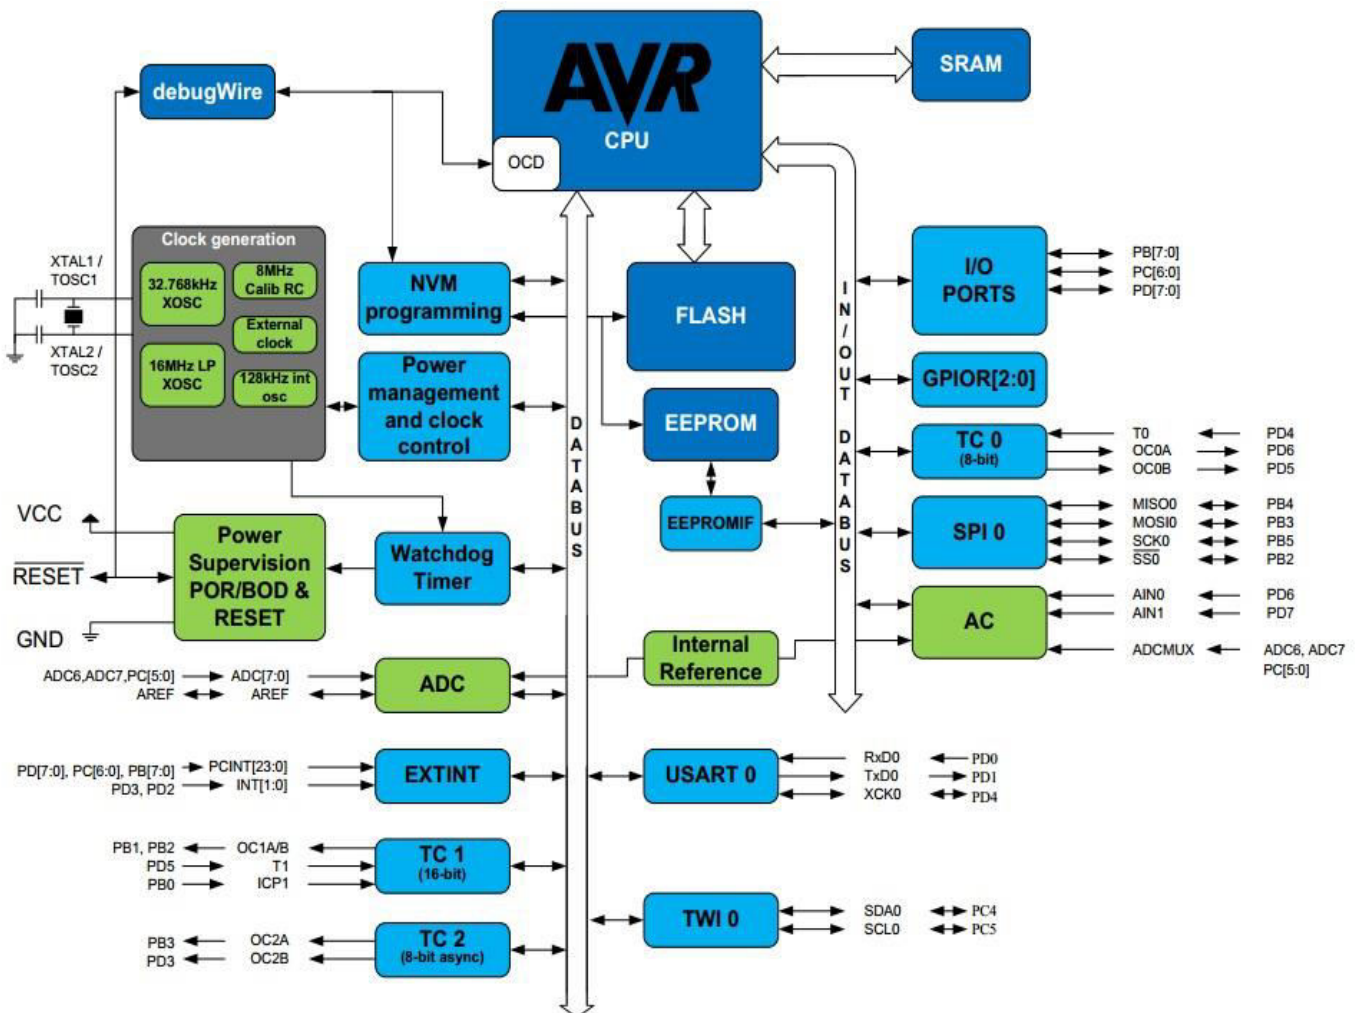 AVR
CPU
OCD
SRAM
debugWire
Clock generation
XTAL1 /
TOSC1
XTAL2 /
TOSC2
32.768kHz
XOSC
8MHz
Calib RC
External
clock
16MHz LP
XOSC
128kHz int
osc
NVM
programming
Power
management
and clock
control
FLASH
EEPROM
EEPROMIF
DATABUS
IN/OUT DATABUS
I/O
PORTS
PB[7:0]
PC[6:0]
PD[7:0]
GPIOR[2:0]
TC 0
(8-bit)
T0 PD4
OC0A PD6
OC0B PD5
SPI 0
MISO0 PB4
MOSI0 PB3
SCK0 PB5
SS0 PB2
AC
AIN0 PD6
AIN1 PD7
ADCMUX ADC6, ADC7
PC[5:0]
VCC
RESET
GND
Power
Supervision
POR/BOD &
RESET
Watchdog
Timer
Internal
Reference
ADC6,ADC7,PC[5:0] ADC[7:0]
AREF AREF
ADC
PD[7:0], PC[6:0], PB[7:0] PCINT[23:0]
PD3, PD2 INT[1:0]
EXTINT
USART 0
RxD0 PD0
TxD0 PD1
XCK0 PD4
PB1, PB2 OC1A/B
PD5 T1
PB0 ICP1
TC 1
(16-bit)
TWI 0
SDA0 PC4
SCL0 PC5
PB3 OC2A
PD3 OC2B
TC 2
(8-bit async)